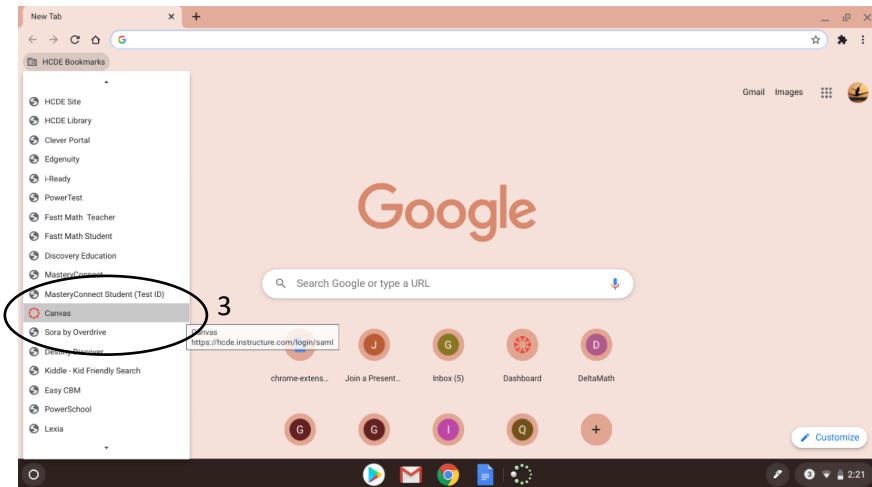 New Tab
G
HCDE Bookmarks
Gmail Images
HCDE Site
HCDE Library
Clever Portal
Edgenuity
i-Ready
PowerTest
Fastt Math Teacher
Fastt Math Student
Discovery Education
MasteryConnect
MasteryConnect Student (Test ID)
Canvas
Sora by Overdrive
Destiny Discover
Kiddle - Kid Friendly Search
Easy CBM
PowerSchool
Lexia
3
Google
Search Google or type a URL
Canvas
https://hcde.instructure.com/login/saml
J
G
D
chrome-extens...
Join a Present...
Inbox (5)
Dashboard
DeltaMath
G
G
I
Q
Customize
3
2:21